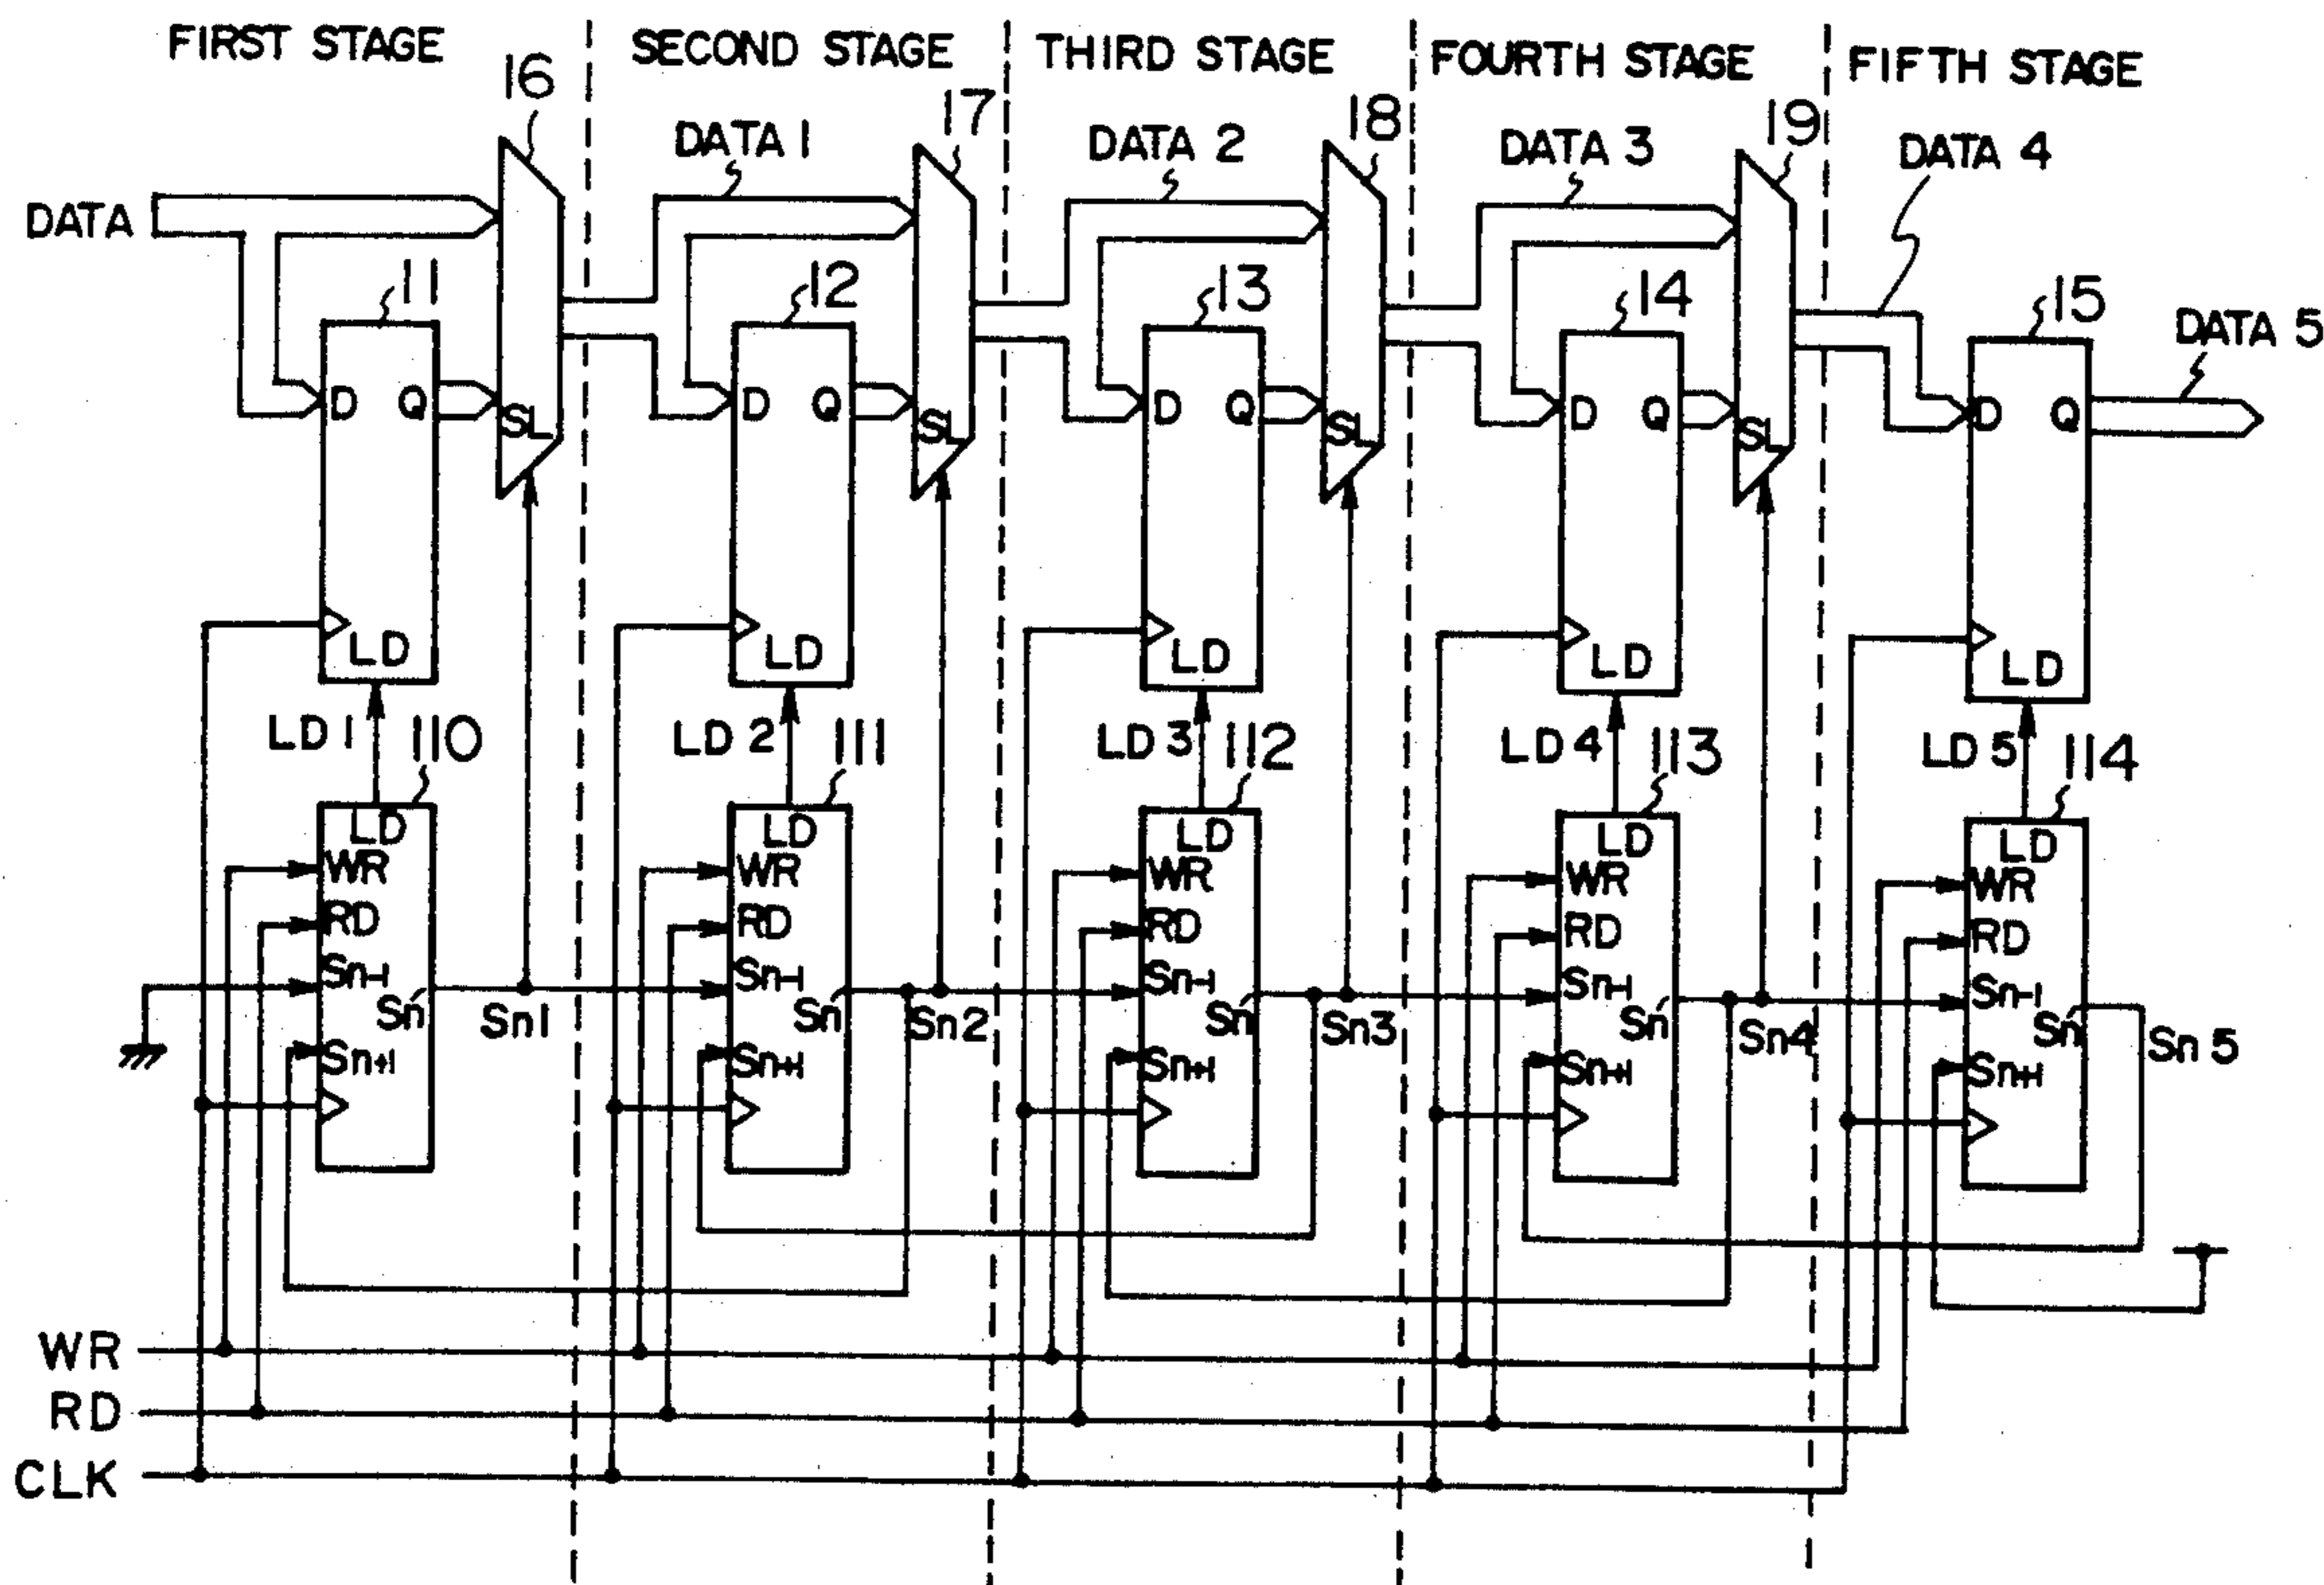 FIRST STAGE
SECOND STAGE
THIRD STAGE
FOURTH STAGE
FIFTH STAGE
16
17
18
19
DATA 1
DATA 2
DATA 3
DATA 4
DATA
11
12
13
14
15
DATA 5
D Q
SL
D Q
SL
D Q
SL
D Q
SL
D Q
LD
LD
LD
LD
LD
LD 1
110
LD 2
111
LD 3
112
LD 4
113
LD 5
114
LD
WR
RD
Sn-1
Sn'
Sn+1
Sn1
LD
WR
RD
Sn-1
Sn'
Sn+1
Sn2
LD
WR
RD
Sn-1
Sn'
Sn+1
Sn3
LD
WR
RD
Sn-1
Sn'
Sn+1
Sn4
LD
WR
RD
Sn-1
Sn'
Sn+1
Sn5
WR
RD
CLK